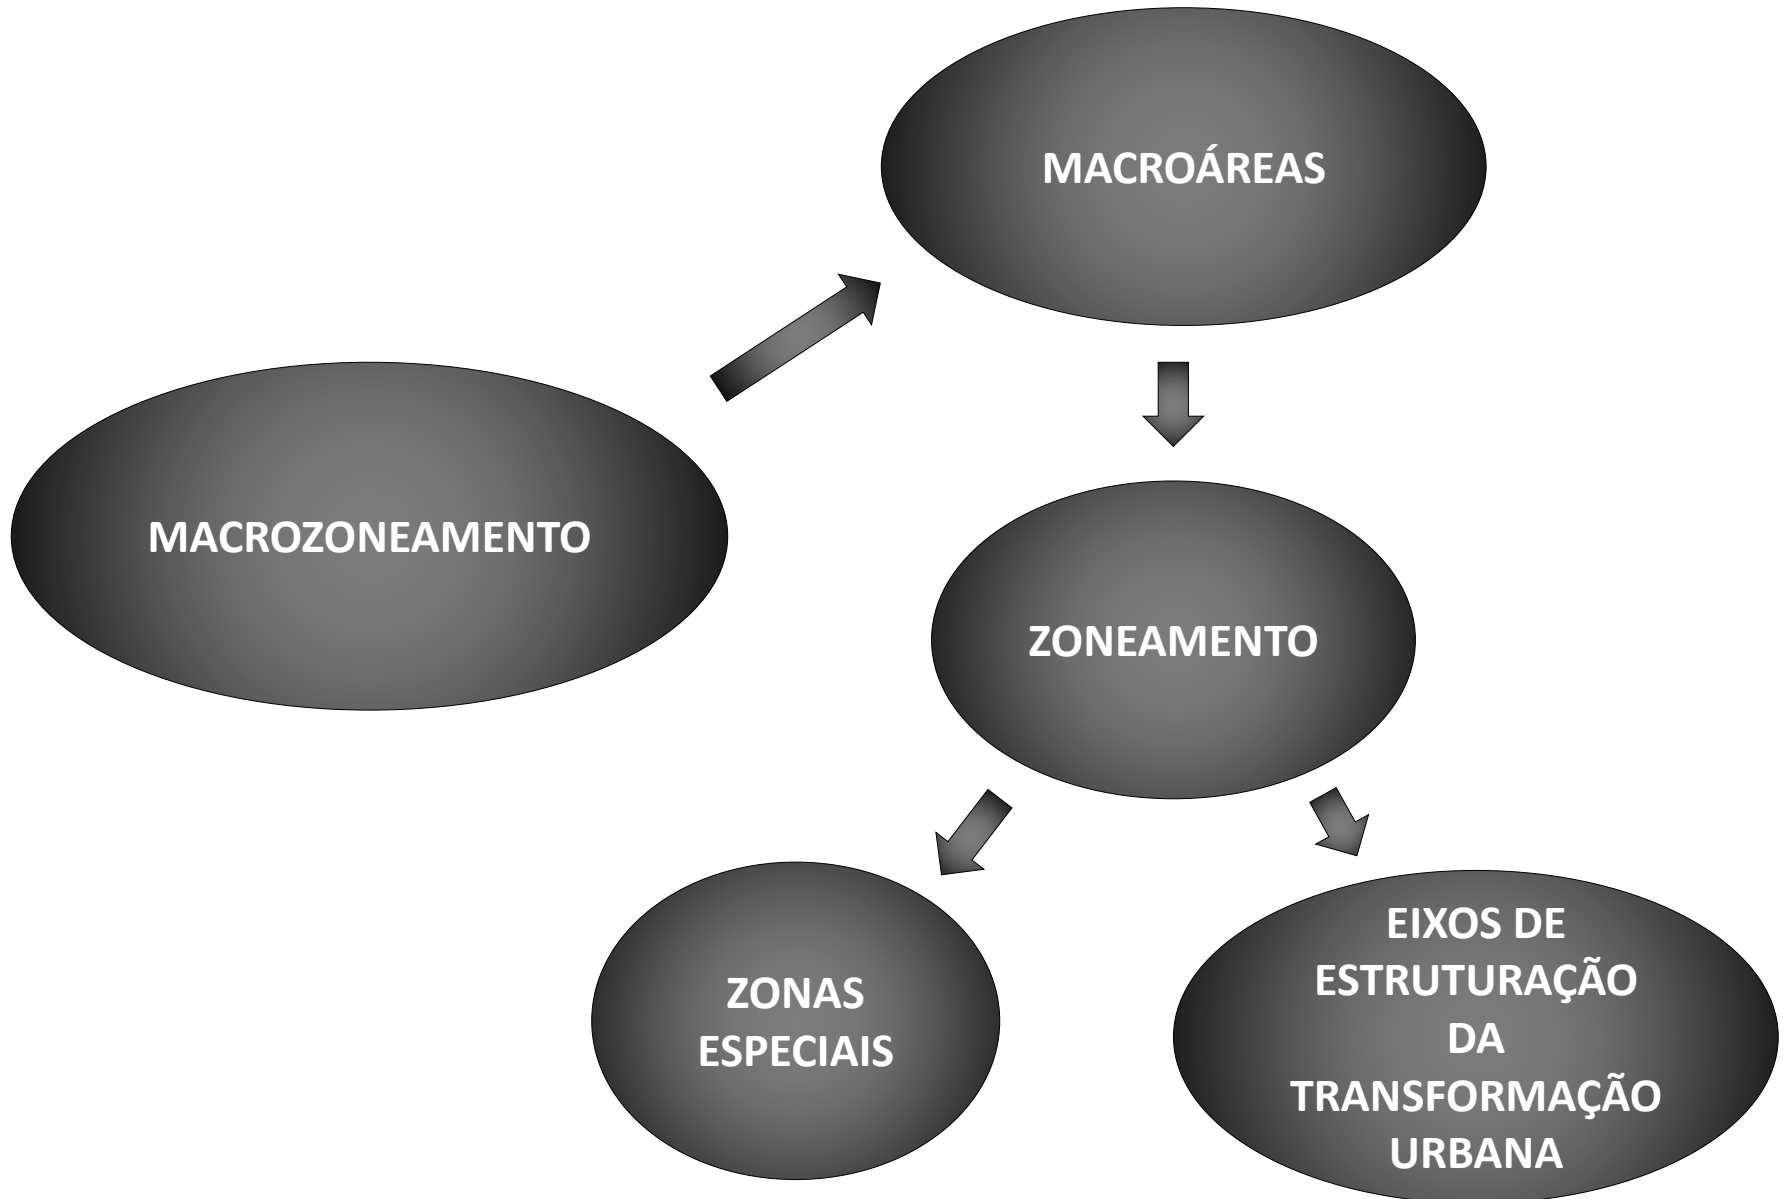 MACROÁREAS
MACROZONEAMENTO
ZONEAMENTO
ZONAS
ESPECIAIS
EIXOS DE
ESTRUTURAÇÃO
DA
TRANSFORMAÇÃO
URBANA